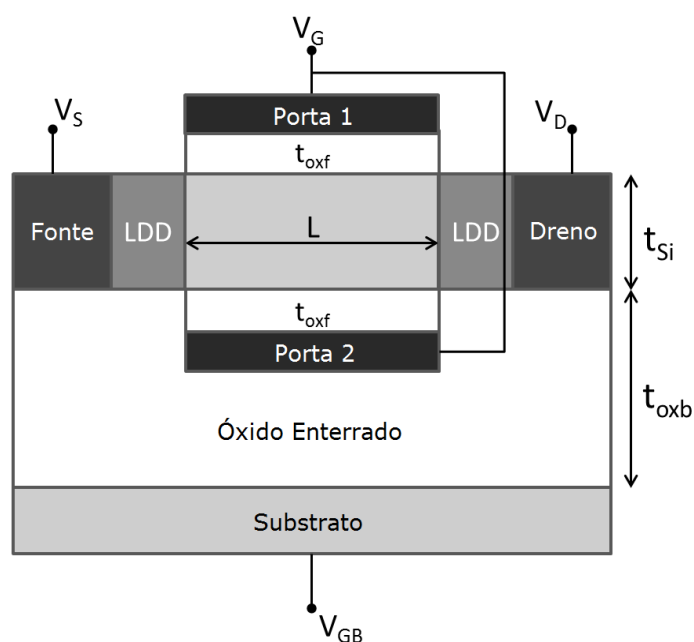 V_G
Porta 1
V_S
V_D
t_oxf
Fonte
LDD
L
LDD
Dreno
t_Si
t_oxf
Porta 2
t_oxb
Óxido Enterrado
Substrato
V_GB